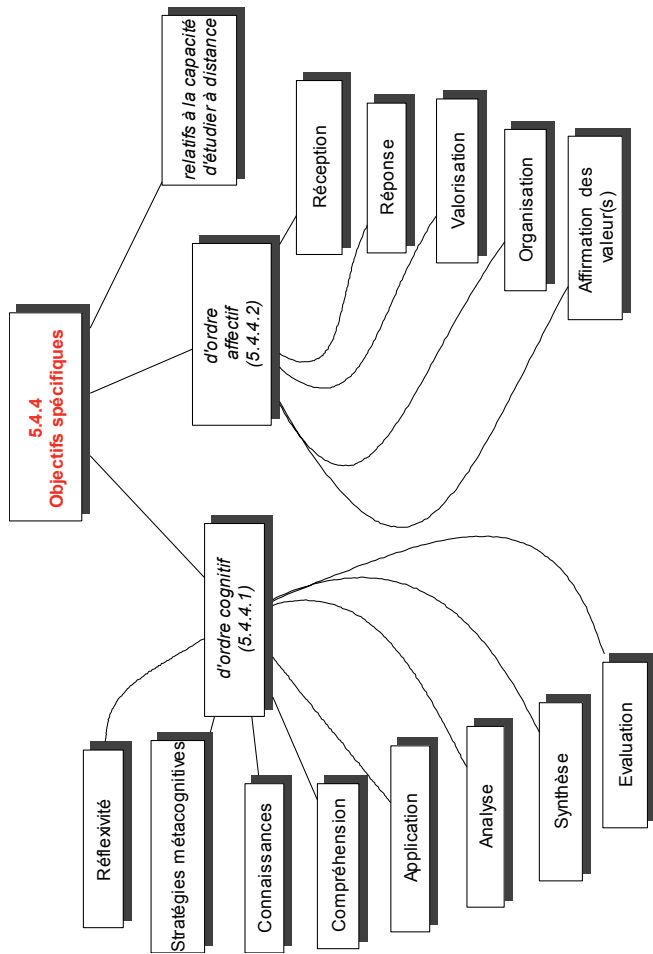 5.4.4
Objectifs spécifiques
d'ordre cognitif
(5.4.4.1)
d'ordre
affectif
(5.4.4.2)
relatifs à la capacité
d'étudier à distance
Réflexivité
Stratégies métacognitives
Connaissances
Compréhension
Application
Analyse
Synthèse
Evaluation
Réception
Réponse
Valorisation
Organisation
Affirmation des
valeur(s)